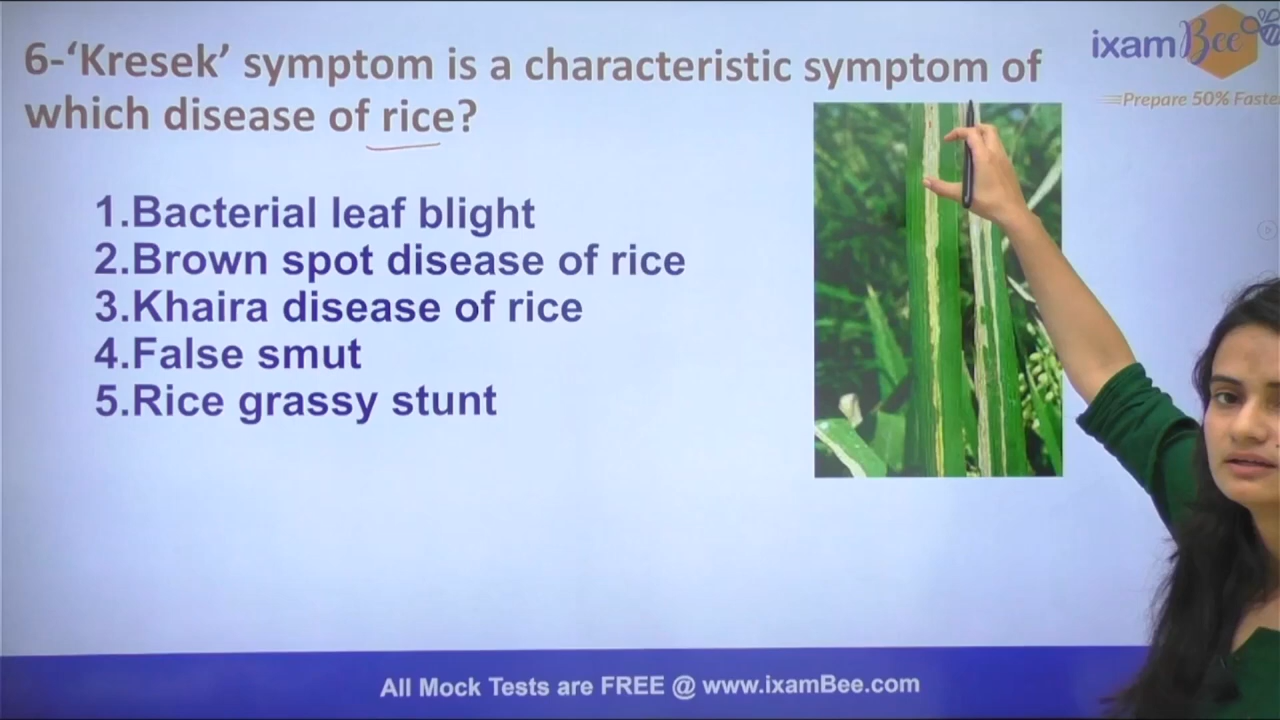 6-‘Kresek’ symptom is a characteristic symptom of
which disease of rice?
ixamBee
Prepare 50% Faste
1.Bacterial leaf blight
2.Brown spot disease of rice
3.Khaira disease of rice
4.False smut
5.Rice grassy stunt
All Mock Tests are FREE @ www.ixamBee.com